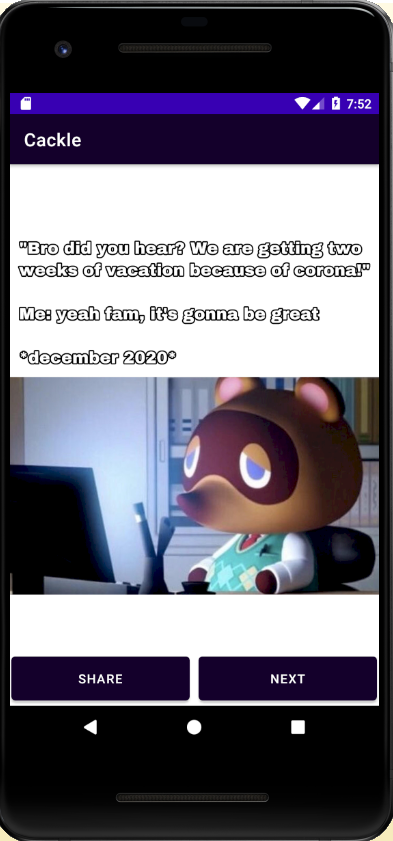 7:52
Cackle
"Bro did you hear? We are getting two
weeks of vacation because of corona!"
Me: yeah fam, it's gonna be great
*december 2020*
SHARE
NEXT